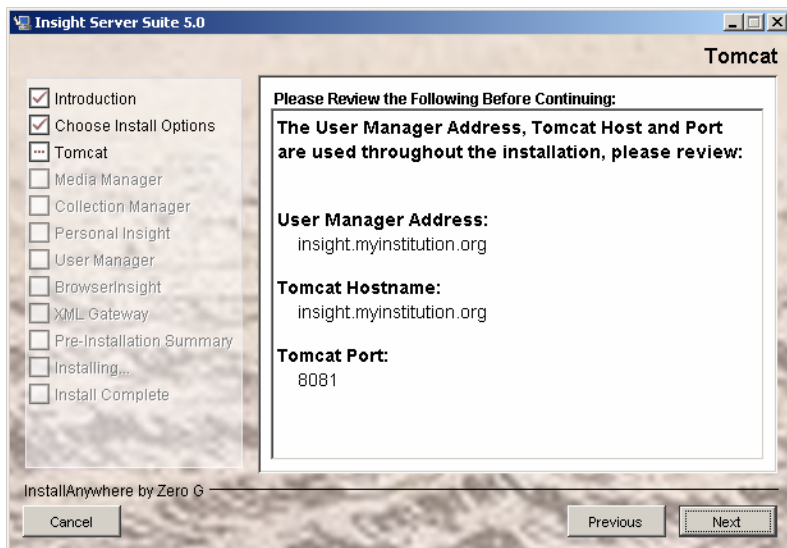 Insight Server Suite 5.0
Tomcat
Introduction
Choose Install Options
Tomcat
Media Manager
Collection Manager
Personal Insight
User Manager
BrowserInsight
XML Gateway
Pre-Installation Summary
Installing...
Install Complete
Please Review the Following Before Continuing:
The User Manager Address, Tomcat Host and Port
are used throughout the installation, please review:
User Manager Address:
insight.myinstitution.org
Tomcat Hostname:
insight.myinstitution.org
Tomcat Port:
8081
InstallAnywhere by Zero G
Cancel
Previous
Next